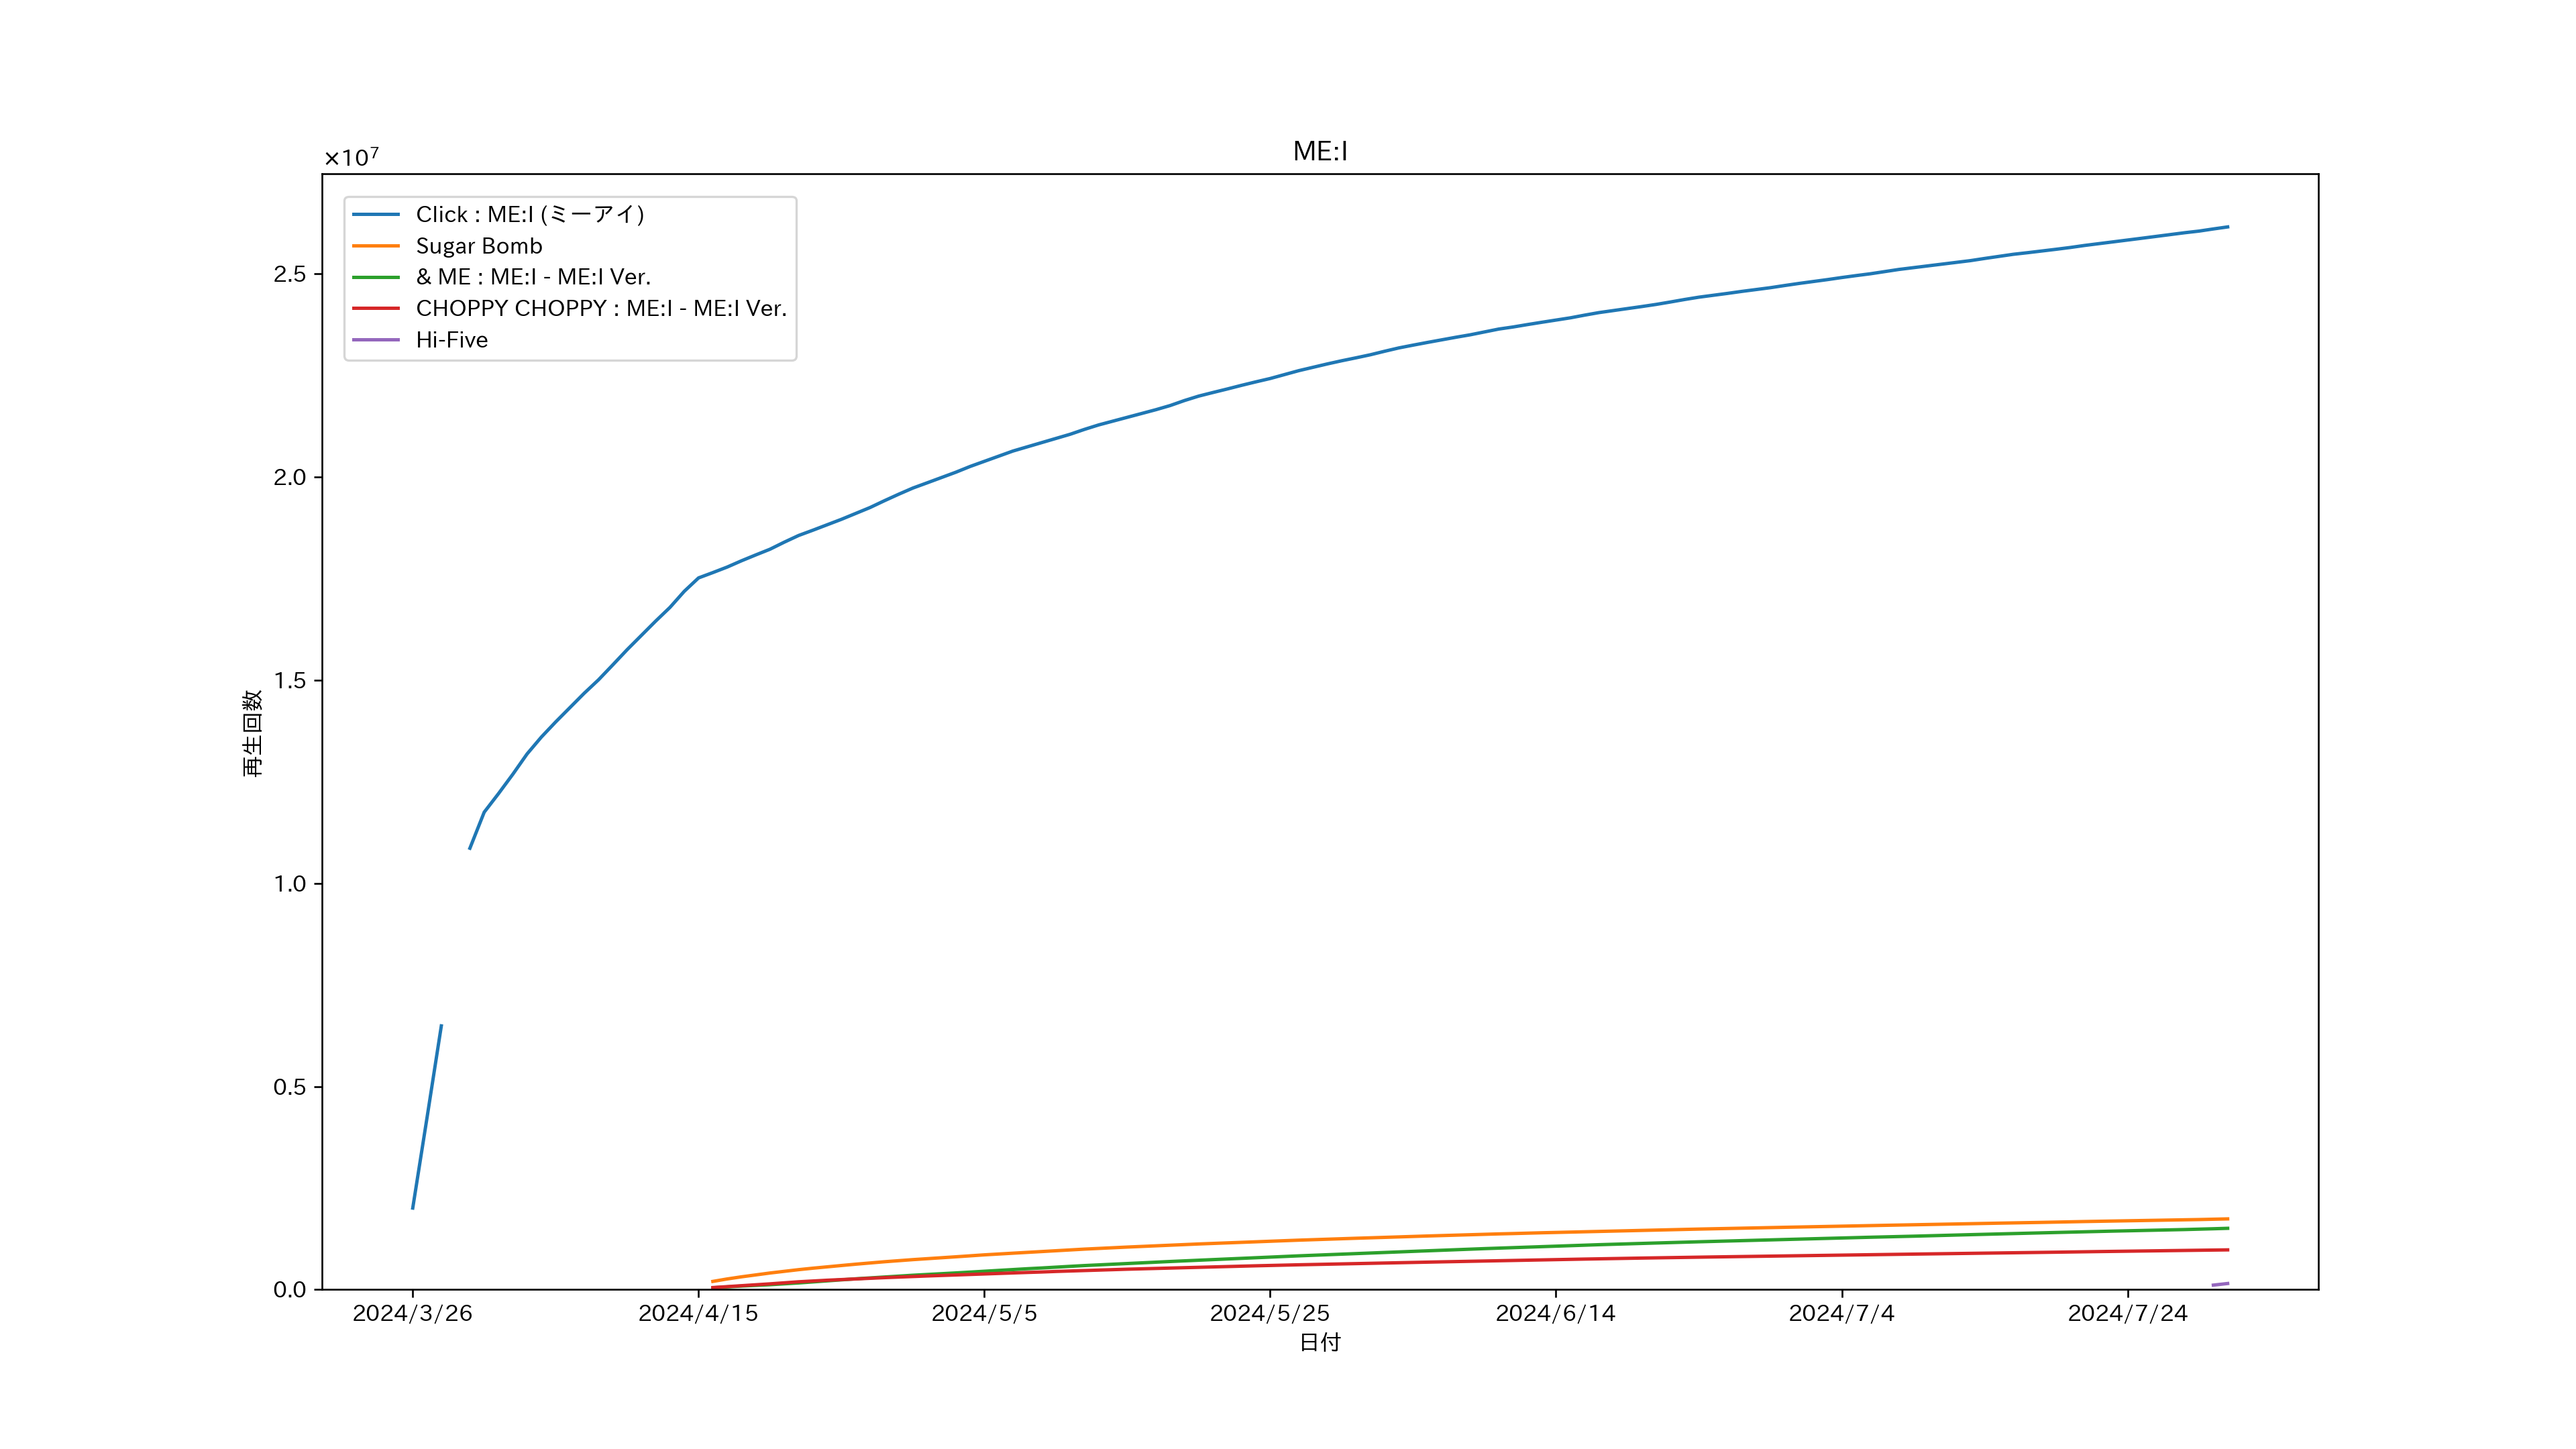 ME:I
×10⁷
Click : ME:I (ミーアイ)
Sugar Bomb
& ME : ME:I - ME:I Ver.
CHOPPY CHOPPY : ME:I - ME:I Ver.
Hi-Five
2.5
2.0
1.5
1.0
0.5
0.0
再生回数
2024/3/26
2024/4/15
2024/5/5
2024/5/25
2024/6/14
2024/7/4
2024/7/24
日付